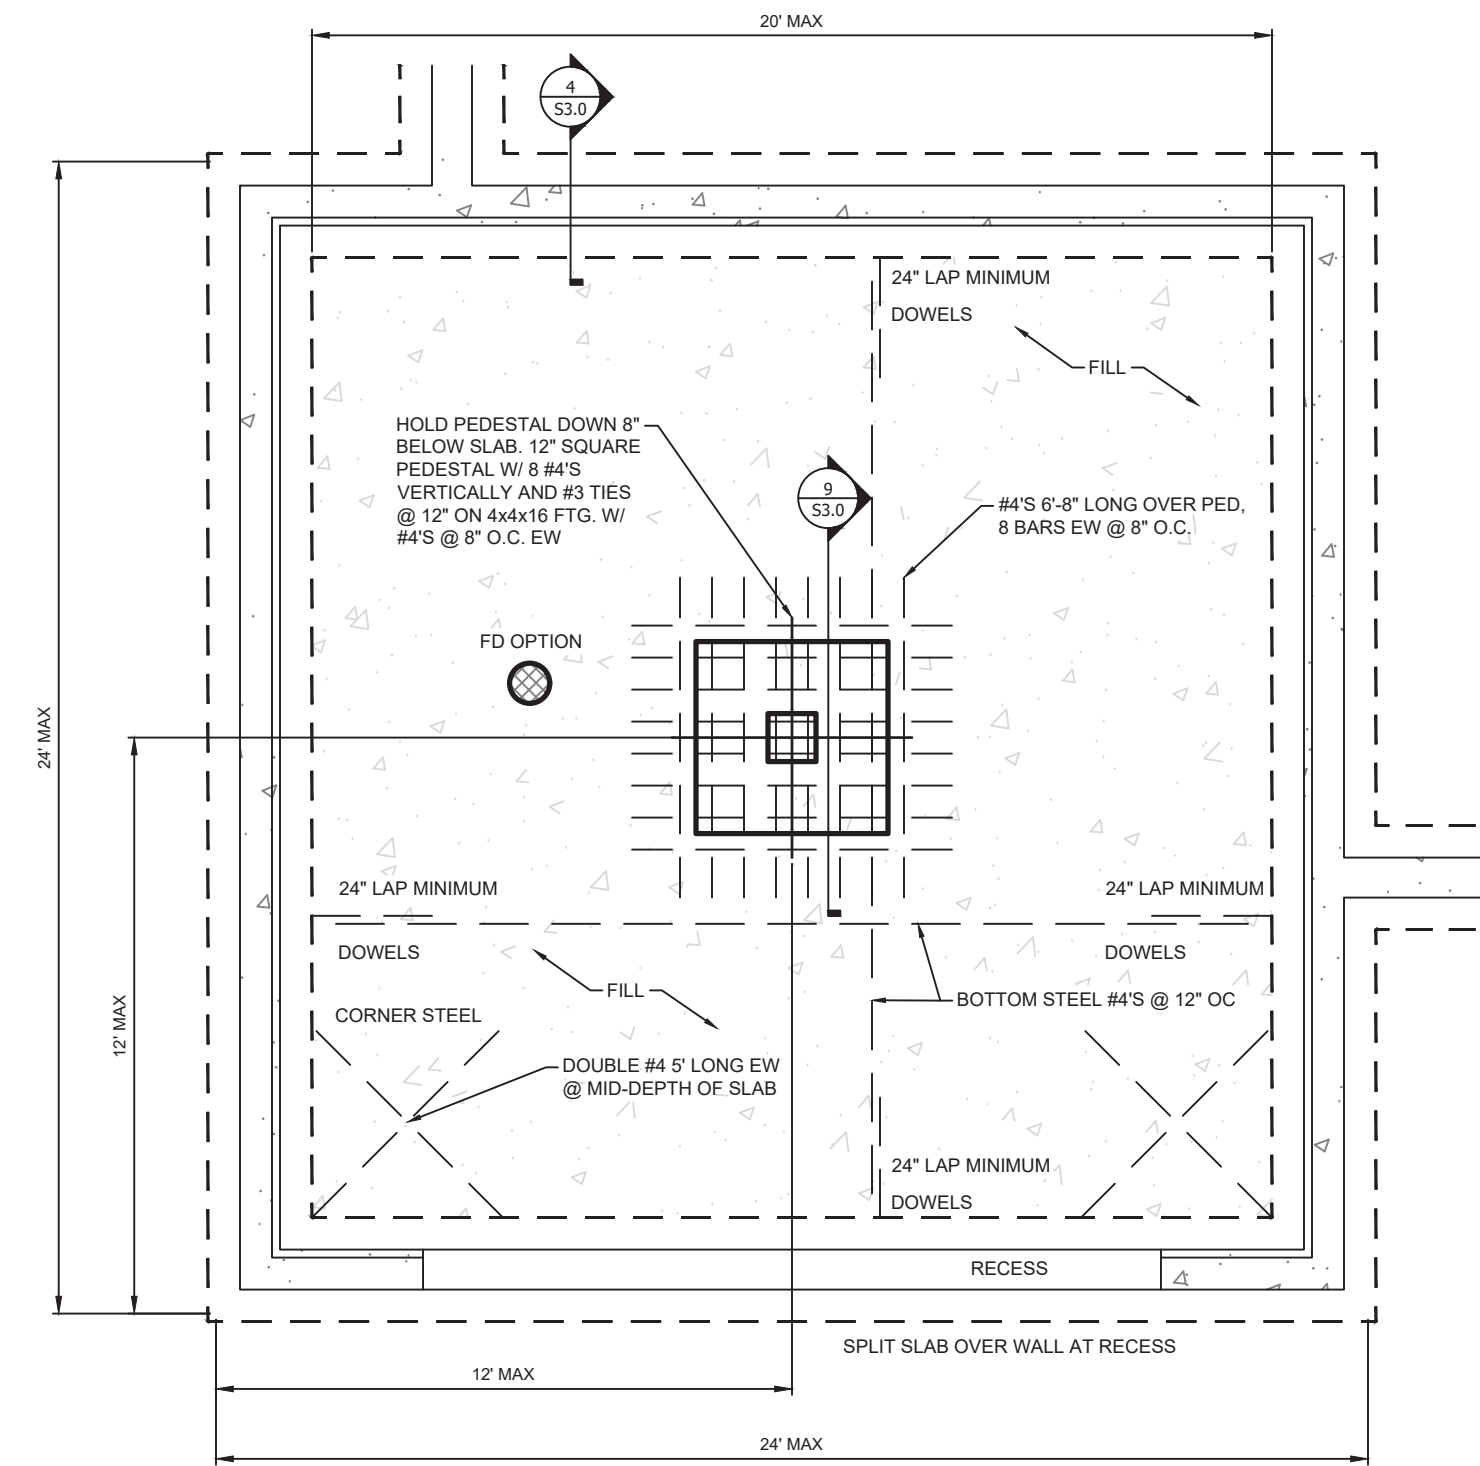 20' MAX
4
S3.0
24" LAP MINIMUM
DOWELS
FILL
HOLD PEDESTAL DOWN 8"
BELOW SLAB. 12" SQUARE
PEDESTAL W/ 8 #4'S
VERTICALLY AND #3 TIES
@ 12" ON 4x4x16 FTG. W/
#4'S @ 8" O.C. EW
9
S3.0
#4'S 6'-8" LONG OVER PED,
8 BARS EW @ 8" O.C.
FD OPTION
24' MAX
24" LAP MINIMUM
24" LAP MINIMUM
DOWELS
DOWELS
FILL
BOTTOM STEEL #4'S @ 12" OC
CORNER STEEL
12' MAX
DOUBLE #4 5' LONG EW
@ MID-DEPTH OF SLAB
24" LAP MINIMUM
DOWELS
RECESS
SPLIT SLAB OVER WALL AT RECESS
12' MAX
24' MAX